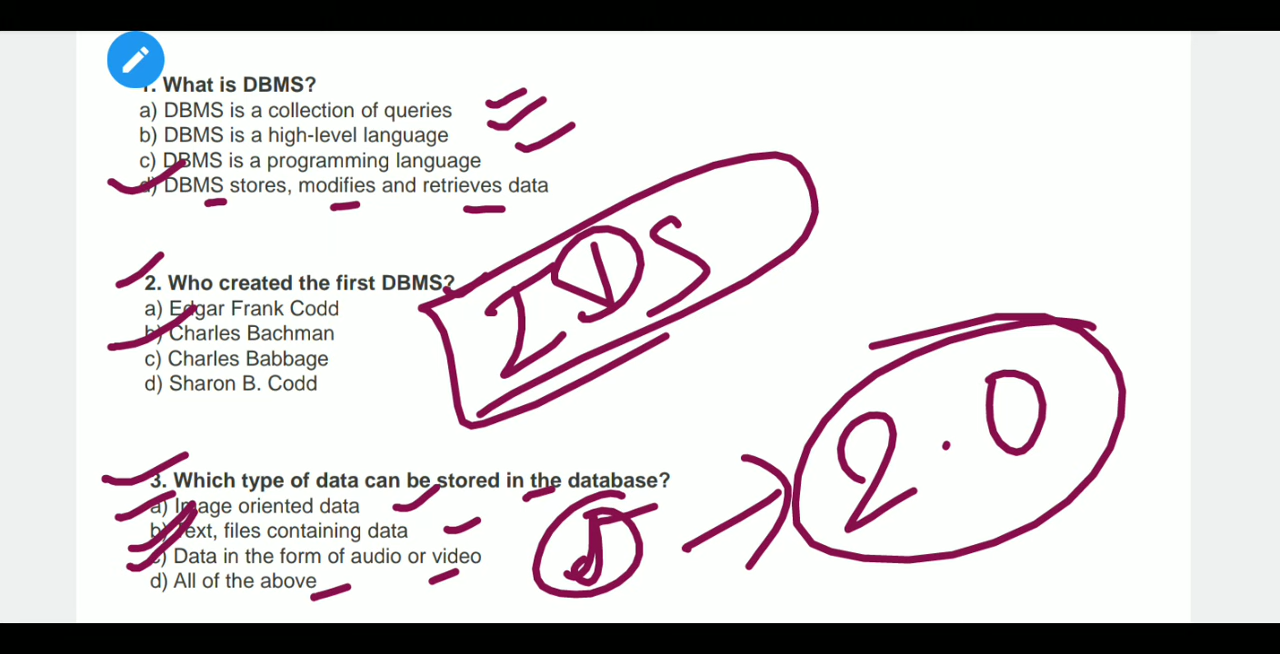 1. What is DBMS?
a) DBMS is a collection of queries
b) DBMS is a high-level language
c) DBMS is a programming language
d) DBMS stores, modifies and retrieves data
2. Who created the first DBMS?
a) Edgar Frank Codd
b) Charles Bachman
c) Charles Babbage
d) Sharon B. Codd
3. Which type of data can be stored in the database?
a) Image oriented data
b) Text, files containing data
c) Data in the form of audio or video
d) All of the above
2.0